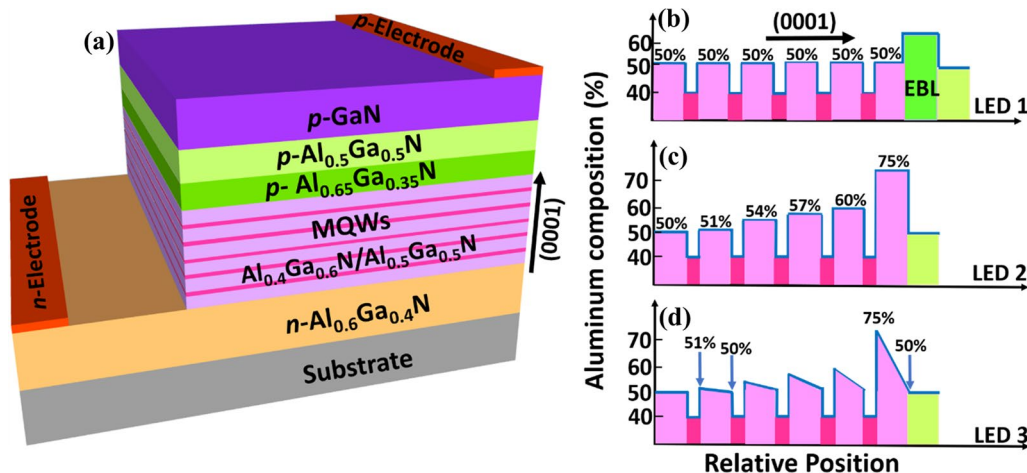 (a)
p-Electrode
p-GaN
p-Al0.5Ga0.5N
p- Al0.65Ga0.35N
MQWs
Al0.4Ga0.6N/Al0.5Ga0.5N
(0001)
n-Electrode
n-Al0.6Ga0.4N
Substrate
Aluminum composition (%)
(b)
(0001)
60
50
40
50% 50% 50% 50% 50% 50%
EBL
LED 1
(c)
70
60
50
40
50% 51% 54% 57% 60% 75%
LED 2
(d)
70
60
50
40
51% 50% 75% 50%
LED 3
Relative Position